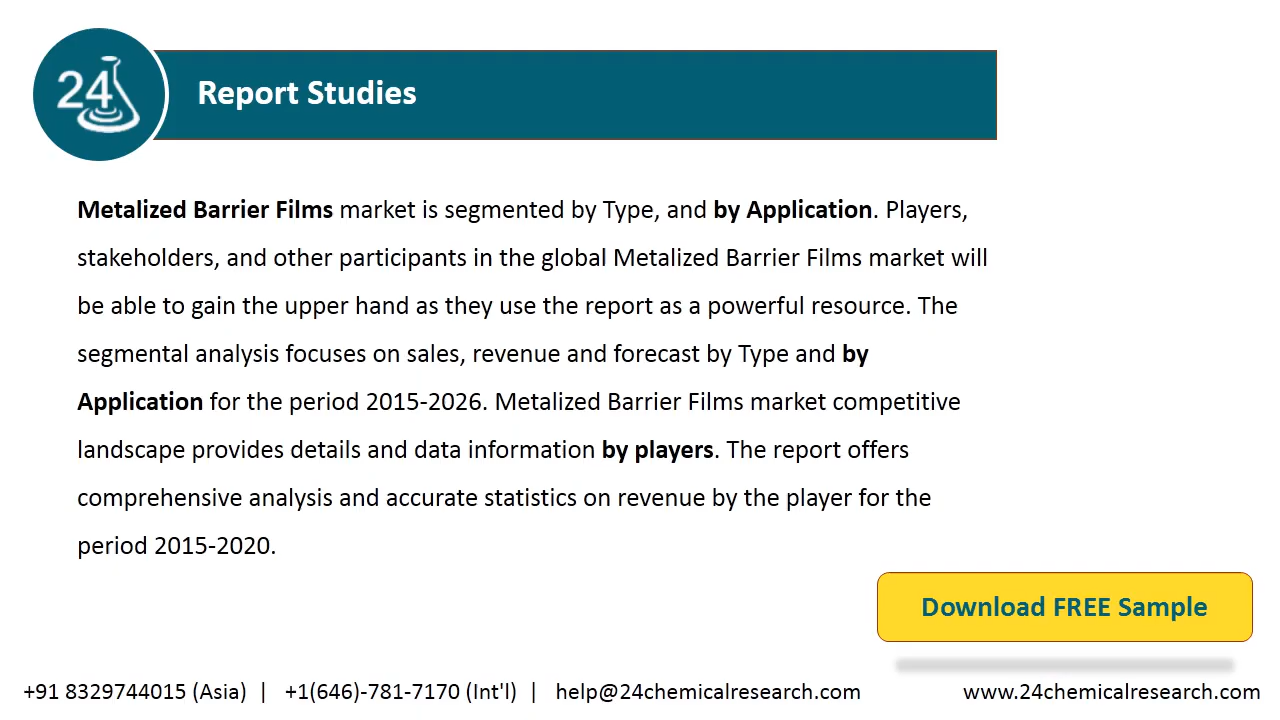 24
Report Studies
Metalized Barrier Films market is segmented by Type, and by Application. Players,
stakeholders, and other participants in the global Metalized Barrier Films market will
be able to gain the upper hand as they use the report as a powerful resource. The
segmental analysis focuses on sales, revenue and forecast by Type and by
Application for the period 2015-2026. Metalized Barrier Films market competitive
landscape provides details and data information by players. The report offers
comprehensive analysis and accurate statistics on revenue by the player for the
period 2015-2020.
Download FREE Sample
+91 8329744015 (Asia) | +1(646)-781-7170 (Int'l) | help@24chemicalresearch.com www.24chemicalresearch.com